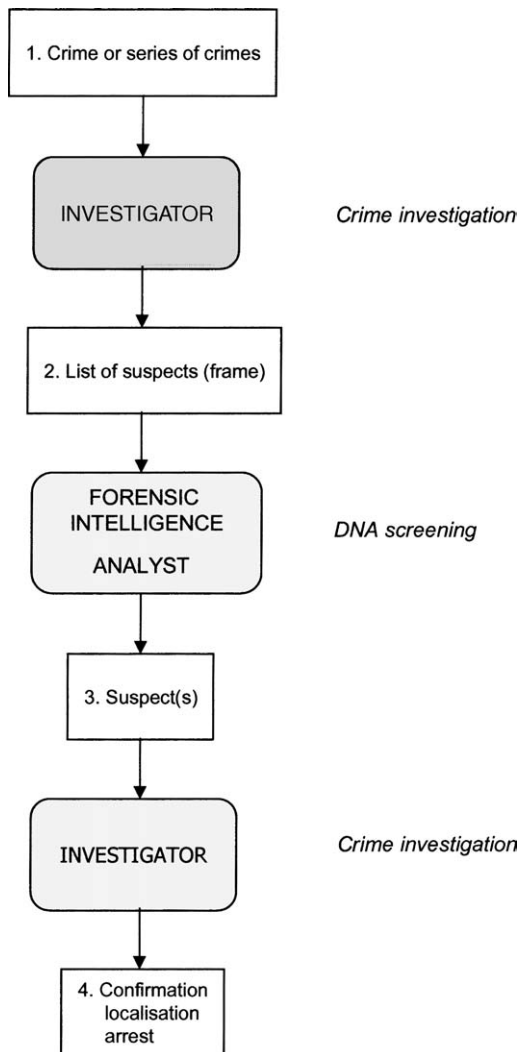 1. Crime or series of crimes
INVESTIGATOR
Crime investigation
2. List of suspects (frame)
FORENSIC
INTELLIGENCE
ANALYST
DNA screening
3. Suspect(s)
INVESTIGATOR
Crime investigation
4. Confirmation
localisation
arrest